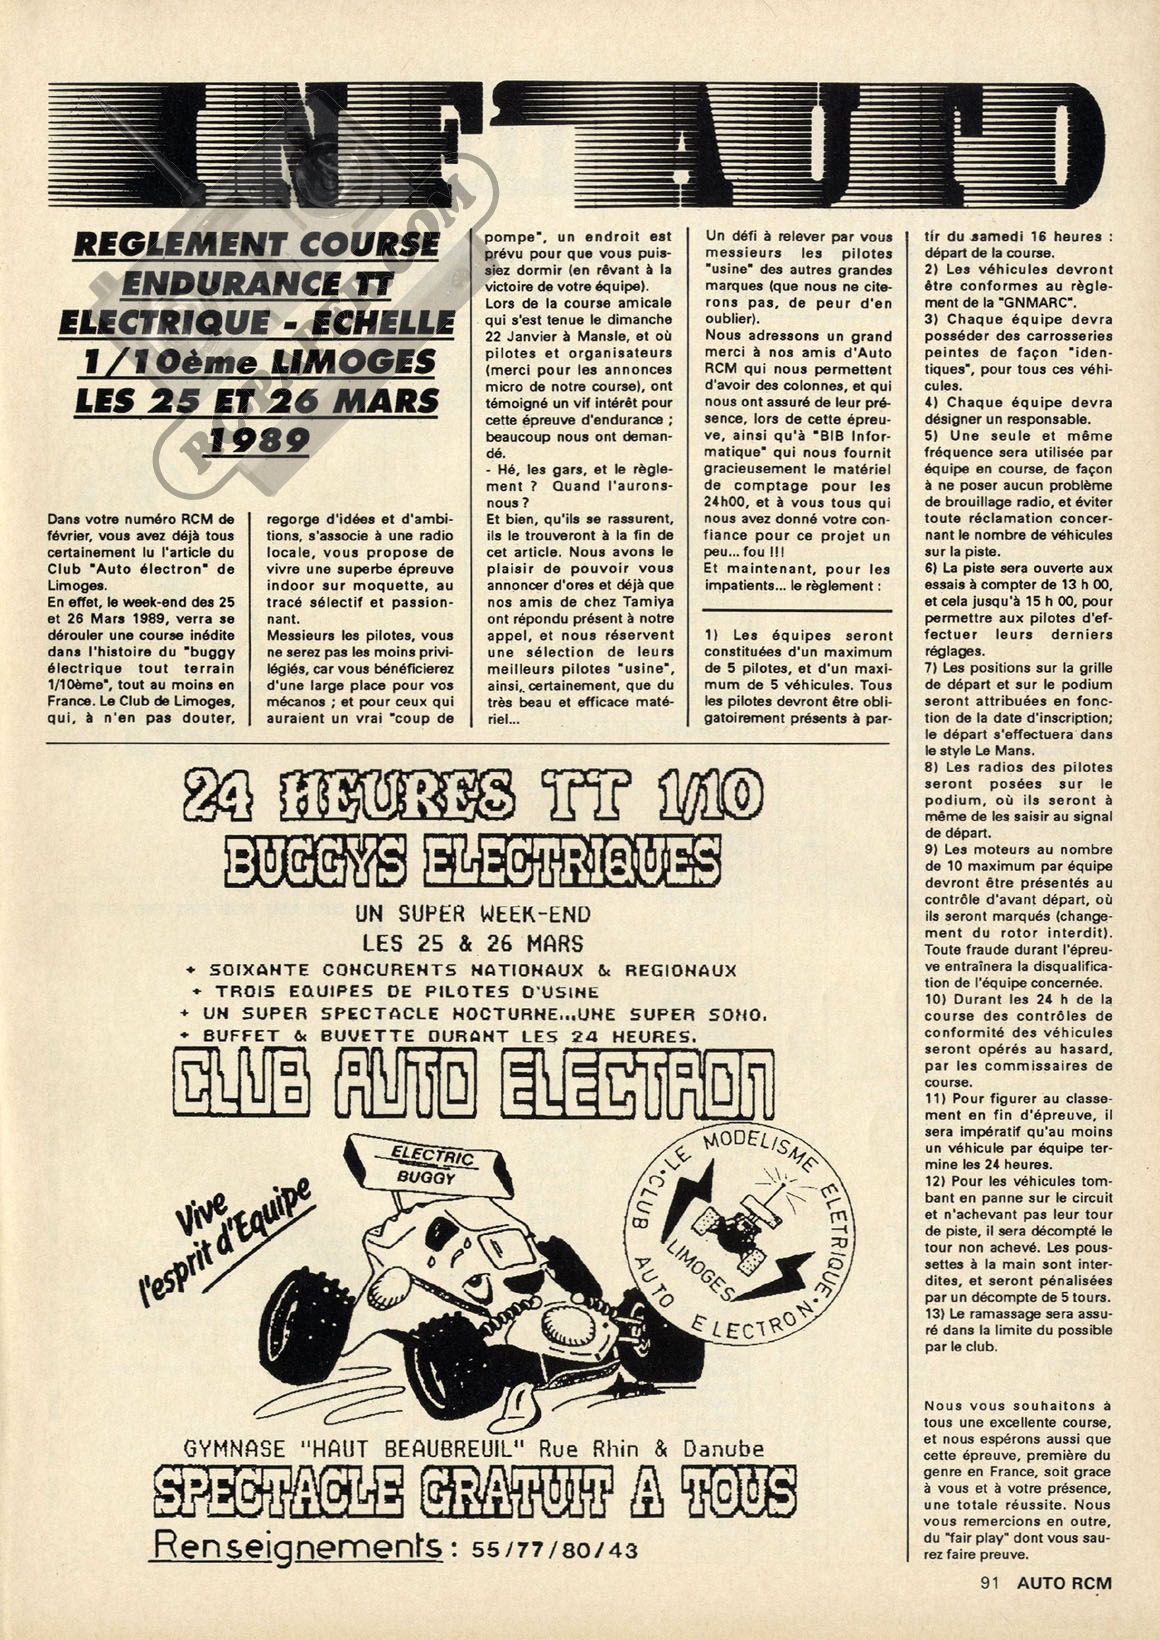 INF'AUTO
REGLEMENT COURSE
ENDURANCE TT
ELECTRIQUE - ECHELLE
1/10ème LIMOGES
LES 25 ET 26 MARS
1989
RCPAPER.COM
Dans votre numéro RCM de
février, vous avez déjà tous
certainement lu l'article du
Club "Auto électron" de
Limoges.
En effet, le week-end des 25
et 26 Mars 1989, verra se
dérouler une course inédite
dans l'histoire du "buggy
électrique tout terrain
1/10ème", tout au moins en
France. Le Club de Limoges,
qui, à n'en pas douter,
regorge d'idées et d'ambi-
tions, s'associe à une radio
locale, vous propose de
vivre une superbe épreuve
indoor sur moquette, au
tracé sélectif et passion-
nant.
Messieurs les pilotes, vous
ne serez pas les moins privi-
légiés, car vous bénéficierez
d'une large place pour vos
mécanos ; et pour ceux qui
auraient un vrai "coup de
pompe", un endroit est
prévu pour que vous puis-
siez dormir (en rêvant à la
victoire de votre équipe).
Lors de la course amicale
qui s'est tenue le dimanche
22 Janvier à Mansle, et où
pilotes et organisateurs
(merci pour les annonces
micro de notre course), ont
témoigné un vif intérêt pour
cette épreuve d'endurance ;
beaucoup nous ont deman-
dé.
- Hé, les gars, et le règle-
ment ? Quand l'aurons-
nous ?
Et bien, qu'ils se rassurent,
ils le trouveront à la fin de
cet article. Nous avons le
plaisir de pouvoir vous
annoncer d'ores et déjà que
nos amis de chez Tamiya
ont répondu présent à notre
appel, et nous réservent
une sélection de leurs
meilleurs pilotes "usine",
ainsi, certainement, que du
très beau et efficace maté-
riel...
Un défi à relever par vous
messieurs les pilotes
"usine" des autres grandes
marques (que nous ne cite-
rons pas, de peur d'en
oublier).
Nous adressons un grand
merci à nos amis d'Auto
RCM qui nous permettent
d'avoir des colonnes, et qui
nous ont assuré de leur pré-
sence, lors de cette épreu-
ve, ainsi qu'à "BIB Infor-
matique" qui nous fournit
gracieusement le matériel
de comptage pour les
24h00, et à vous tous qui
nous avez donné votre con-
fiance pour ce projet un
peu... fou !!!
Et maintenant, pour les
impatients... le règlement :
1) Les équipes seront
constituées d'un maximum
de 5 pilotes, et d'un maxi-
mum de 5 véhicules. Tous
les pilotes devront être obli-
gatoirement présents à par-
tir du samedi 16 heures :
départ de la course.
2) Les véhicules devront
être conformes au règle-
ment de la "GNMARC".
3) Chaque équipe devra
posséder des carrosseries
peintes de façon "iden-
tiques", pour tous ces véhi-
cules.
4) Chaque équipe devra
désigner un responsable.
5) Une seule et même
fréquence sera utilisée par
équipe en course, de façon
à ne poser aucun problème
de brouillage radio, et éviter
toute réclamation concer-
nant le nombre de véhicules
sur la piste.
6) La piste sera ouverte aux
essais à compter de 13 h 00,
et cela jusqu'à 15 h 00, pour
permettre aux pilotes d'ef-
fectuer leurs derniers
réglages.
7) Les positions sur la grille
de départ et sur le podium
seront attribuées en fonc-
tion de la date d'inscription;
le départ s'effectuera dans
le style Le Mans.
8) Les radios des pilotes
seront posées sur le
podium, où ils seront à
même de les saisir au signal
de départ.
9) Les moteurs au nombre
de 10 maximum par équipe
devront être présentés au
contrôle d'avant départ, où
ils seront marqués (change-
ment du rotor interdit).
Toute fraude durant l'épreu-
ve entraînera la disqualifica-
tion de l'équipe concernée.
10) Durant les 24 h de la
course des contrôles de
conformité des véhicules
seront opérés au hasard,
par les commissaires de
course.
11) Pour figurer au classe-
ment en fin d'épreuve, il
sera impératif qu'au moins
un véhicule par équipe ter-
mine les 24 heures.
12) Pour les véhicules tom-
bant en panne sur le circuit
et n'achevant pas leur tour
de piste, il sera décompté le
tour non achevé. Les pous-
settes à la main sont inter-
dites, et seront pénalisées
par un décompte de 5 tours.
13) Le ramassage sera assu-
ré dans la limite du possible
par le club.
Nous vous souhaitons à
tous une excellente course,
et nous espérons aussi que
cette épreuve, première du
genre en France, soit grace
à vous et à votre présence,
une totale réussite. Nous
vous remercions en outre,
du "fair play" dont vous sau-
rez faire preuve.
24 HEURES TT 1/10
BUGGYS ELECTRIQUES
UN SUPER WEEK-END
LES 25 & 26 MARS
+ SOIXANTE CONCURENTS NATIONAUX & REGIONAUX
+ TROIS EQUIPES DE PILOTES D'USINE
+ UN SUPER SPECTACLE NOCTURNE...UNE SUPER SONO.
+ BUFFET & BUVETTE DURANT LES 24 HEURES.
CLUB AUTO ELECTRON
Vive
l'esprit d'Equipe
ELECTRIC
BUGGY
LE MODELISME ELETRIQUE
CLUB AUTO ELECTRON
LIMOGES
GYMNASE "HAUT BEAUBREUIL" Rue Rhin & Danube
SPECTACLE GRATUIT A TOUS
Renseignements : 55/77/80/43
91 AUTO RCM